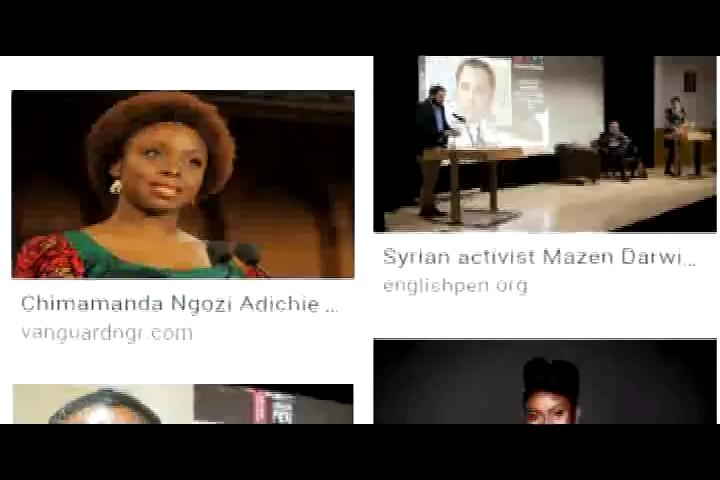 Chimamanda Ngozi Adichie ...
vanguardngr.com
Syrian activist Mazen Darwi...
englishpen.org